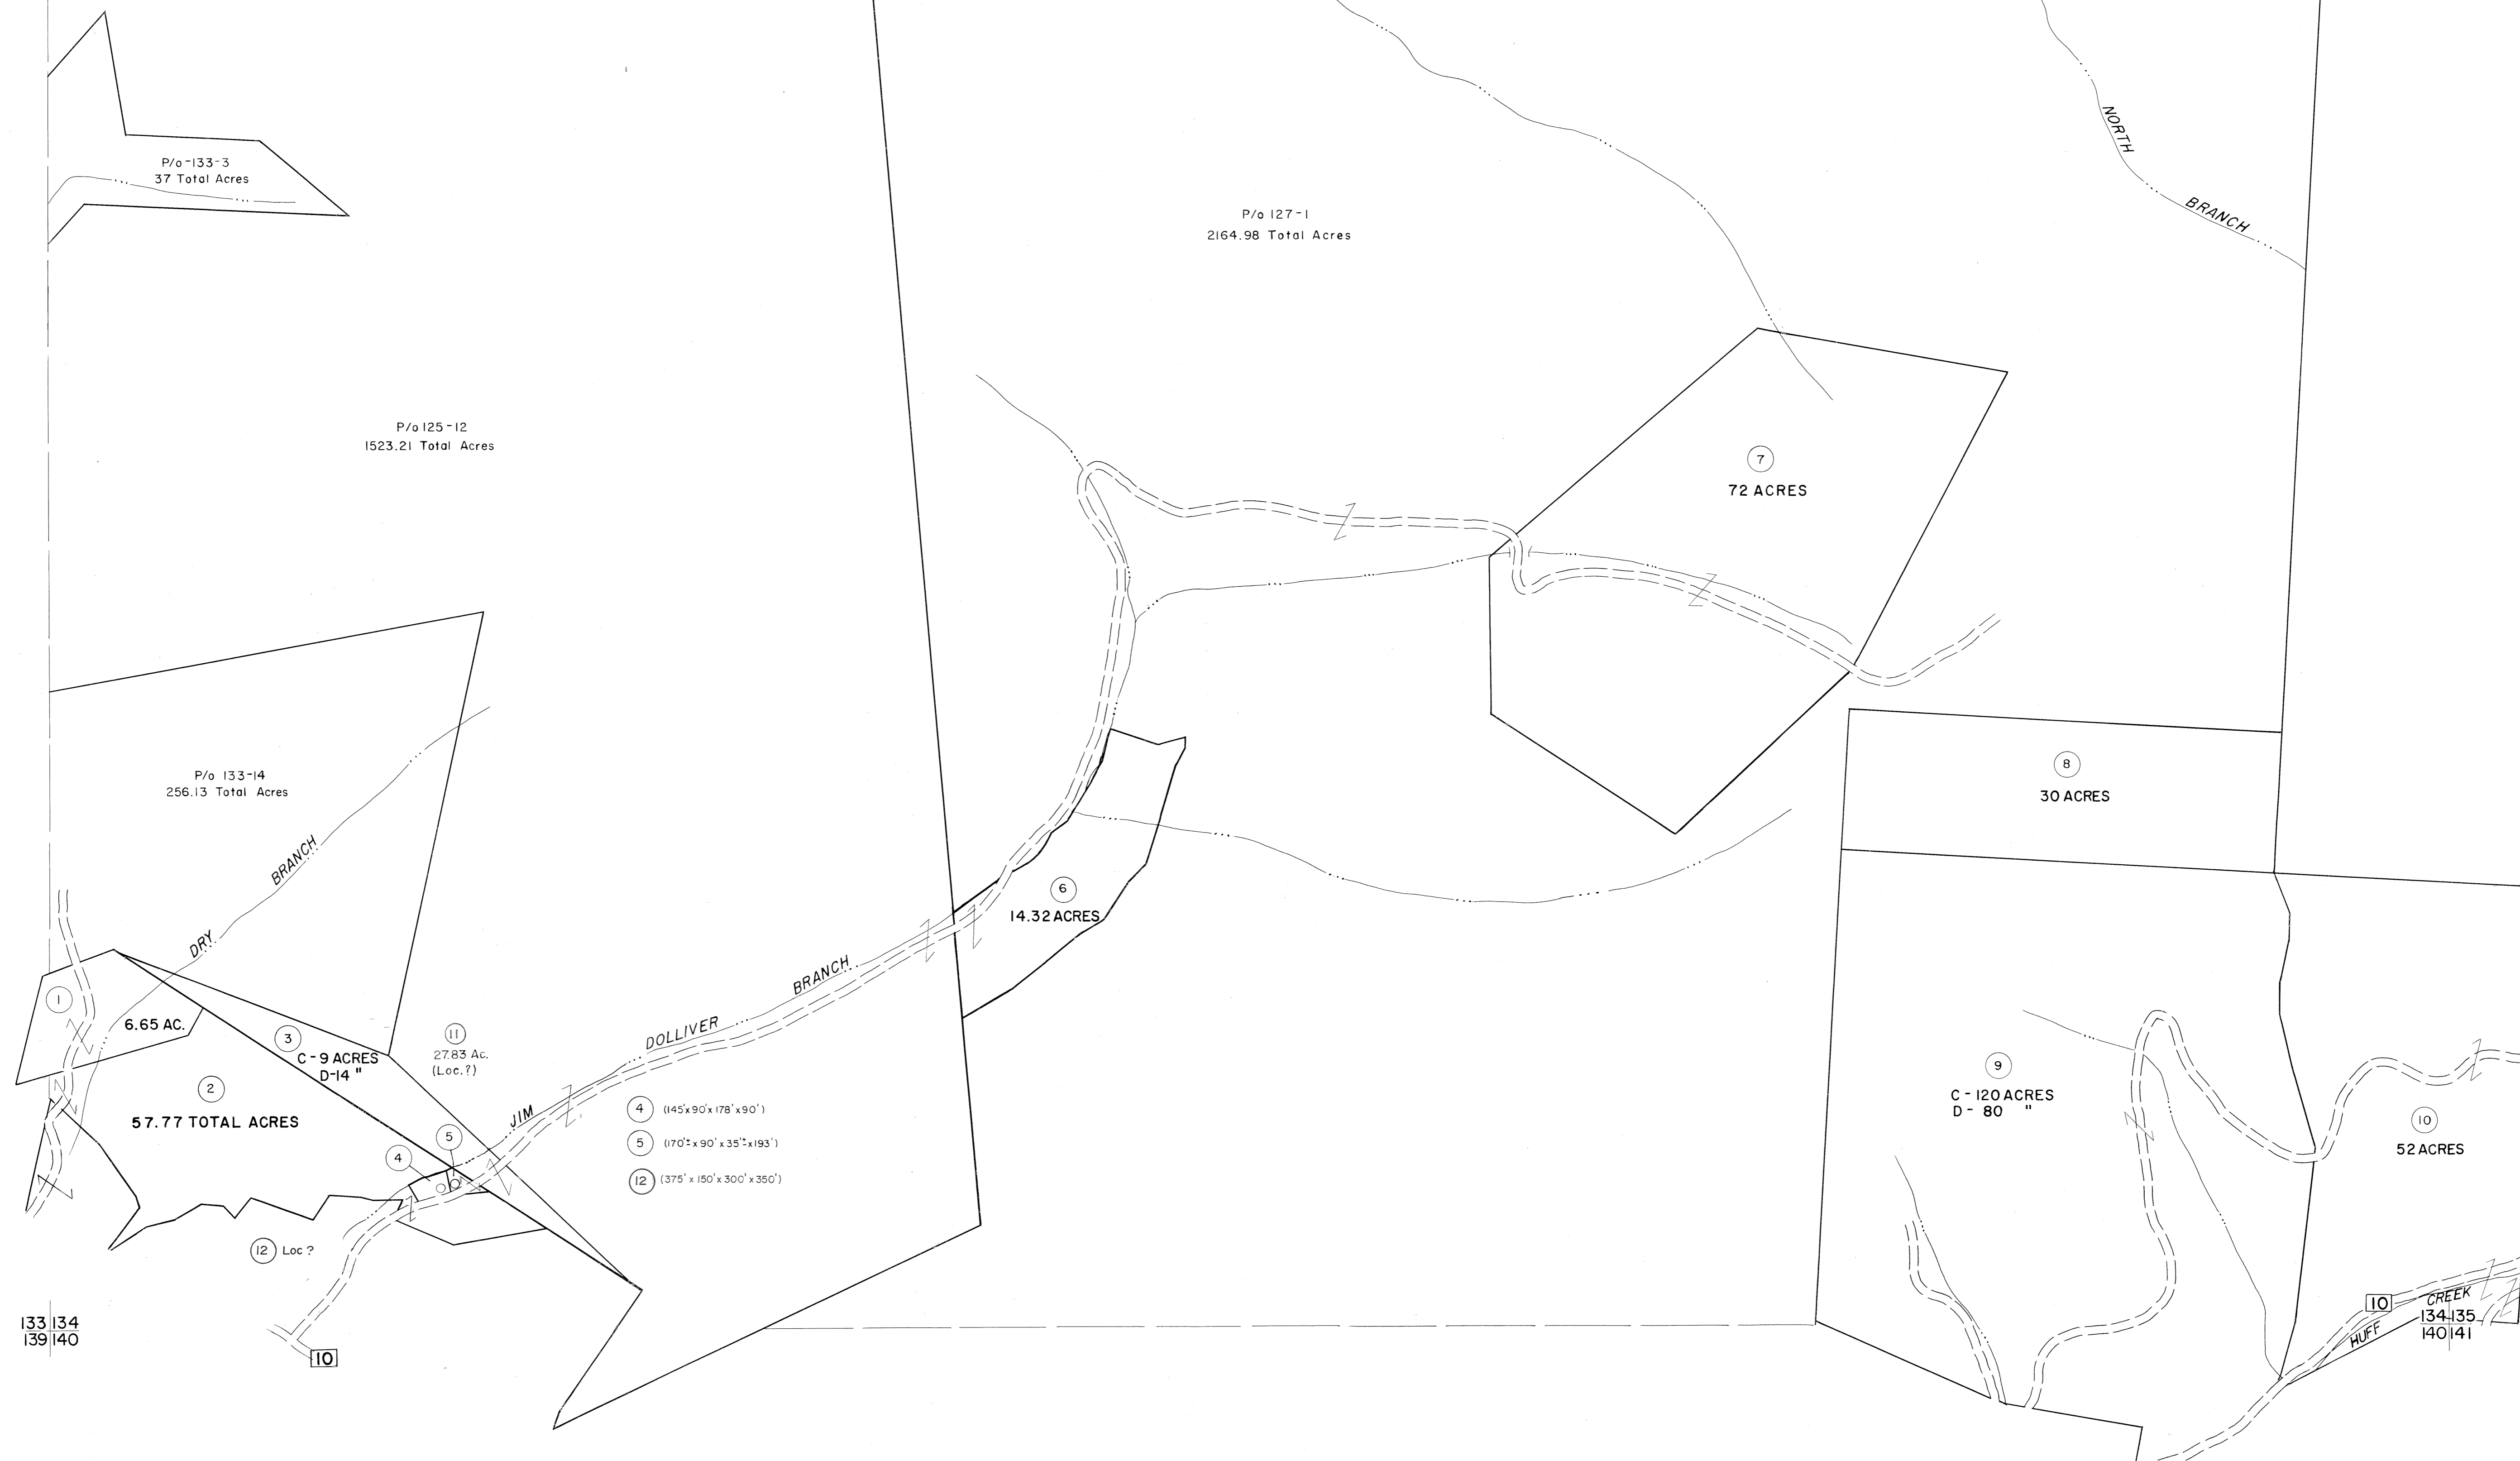 NORTH
BRANCH
P/o-133-3
37 Total Acres
P/o 127-1
2164.98 Total Acres
P/o 125-12
1523.21 Total Acres
7
72 ACRES
P/o 133-14
256.13 Total Acres
8
30 ACRES
DRY
BRANCH
6
14.32 ACRES
1
6.65 AC.
3
C - 9 ACRES
D-14 "
11
27.83 Ac.
(Loc.?)
JIM
DOLLIVER
BRANCH
2
57.77 TOTAL ACRES
4
5
4 (145'x 90'x 178'x 90')
5 (170'± x 90' x 35'± x 193')
12 (375' x 150' x 300' x 350')
12 Loc ?
9
C - 120 ACRES
D - 80 "
10
52 ACRES
133 134
139 140
10
10
HUFF
CREEK
134 135
140 141